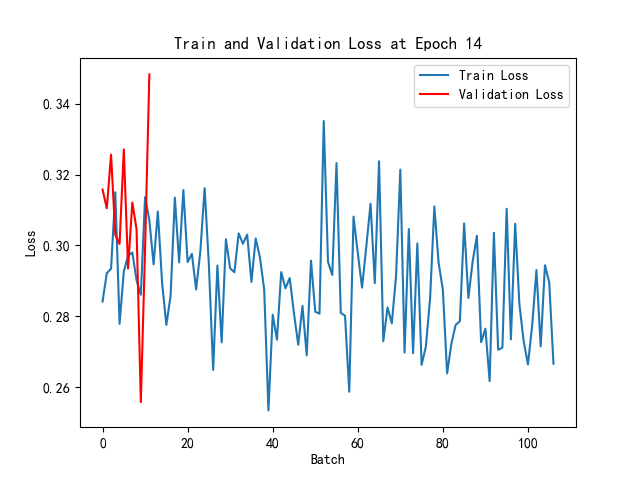 Train and Validation Loss at Epoch 14
Train Loss
Validation Loss
0.34
0.32
0.30
0.28
0.26
Loss
0
20
40
60
80
100
Batch